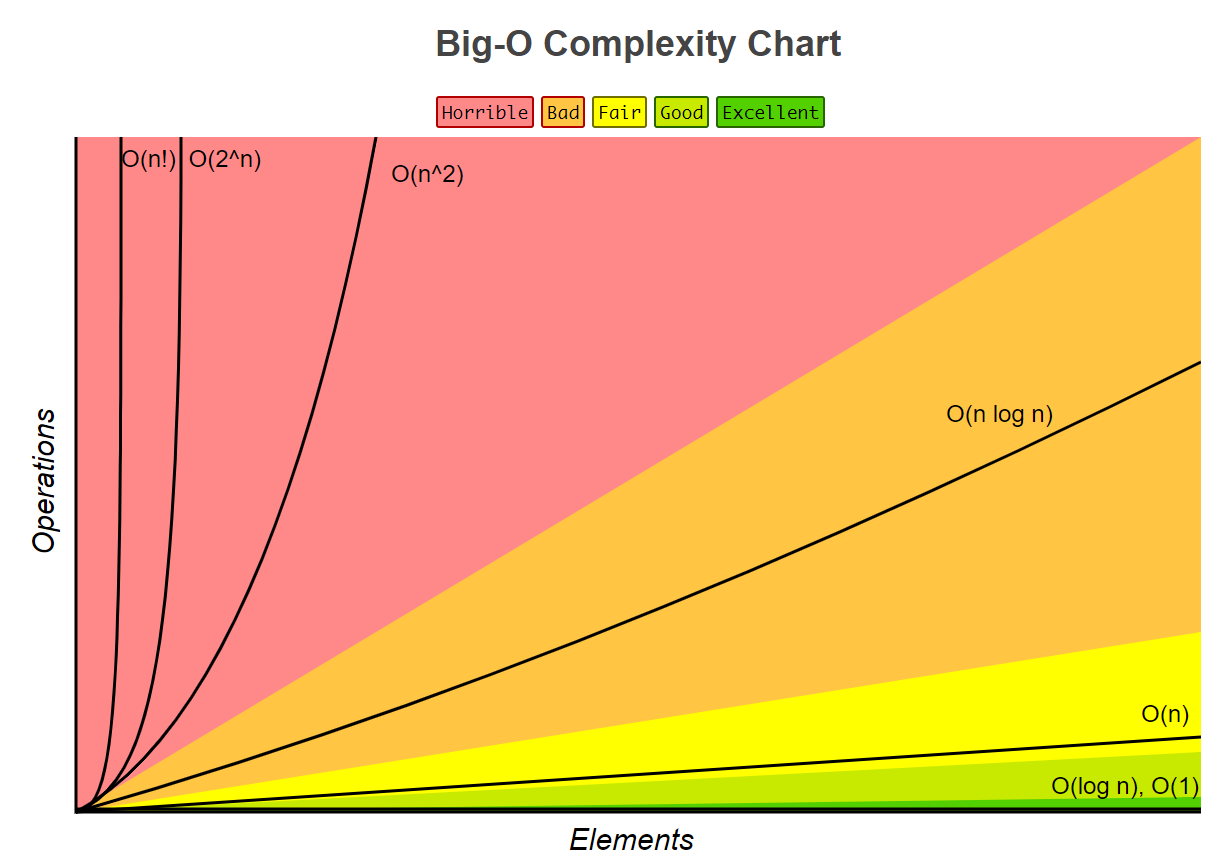 Big-O Complexity Chart
Horrible Bad Fair Good Excellent
O(n!) O(2^n)
O(n^2)
O(n log n)
Operations
O(n)
O(log n), O(1)
Elements